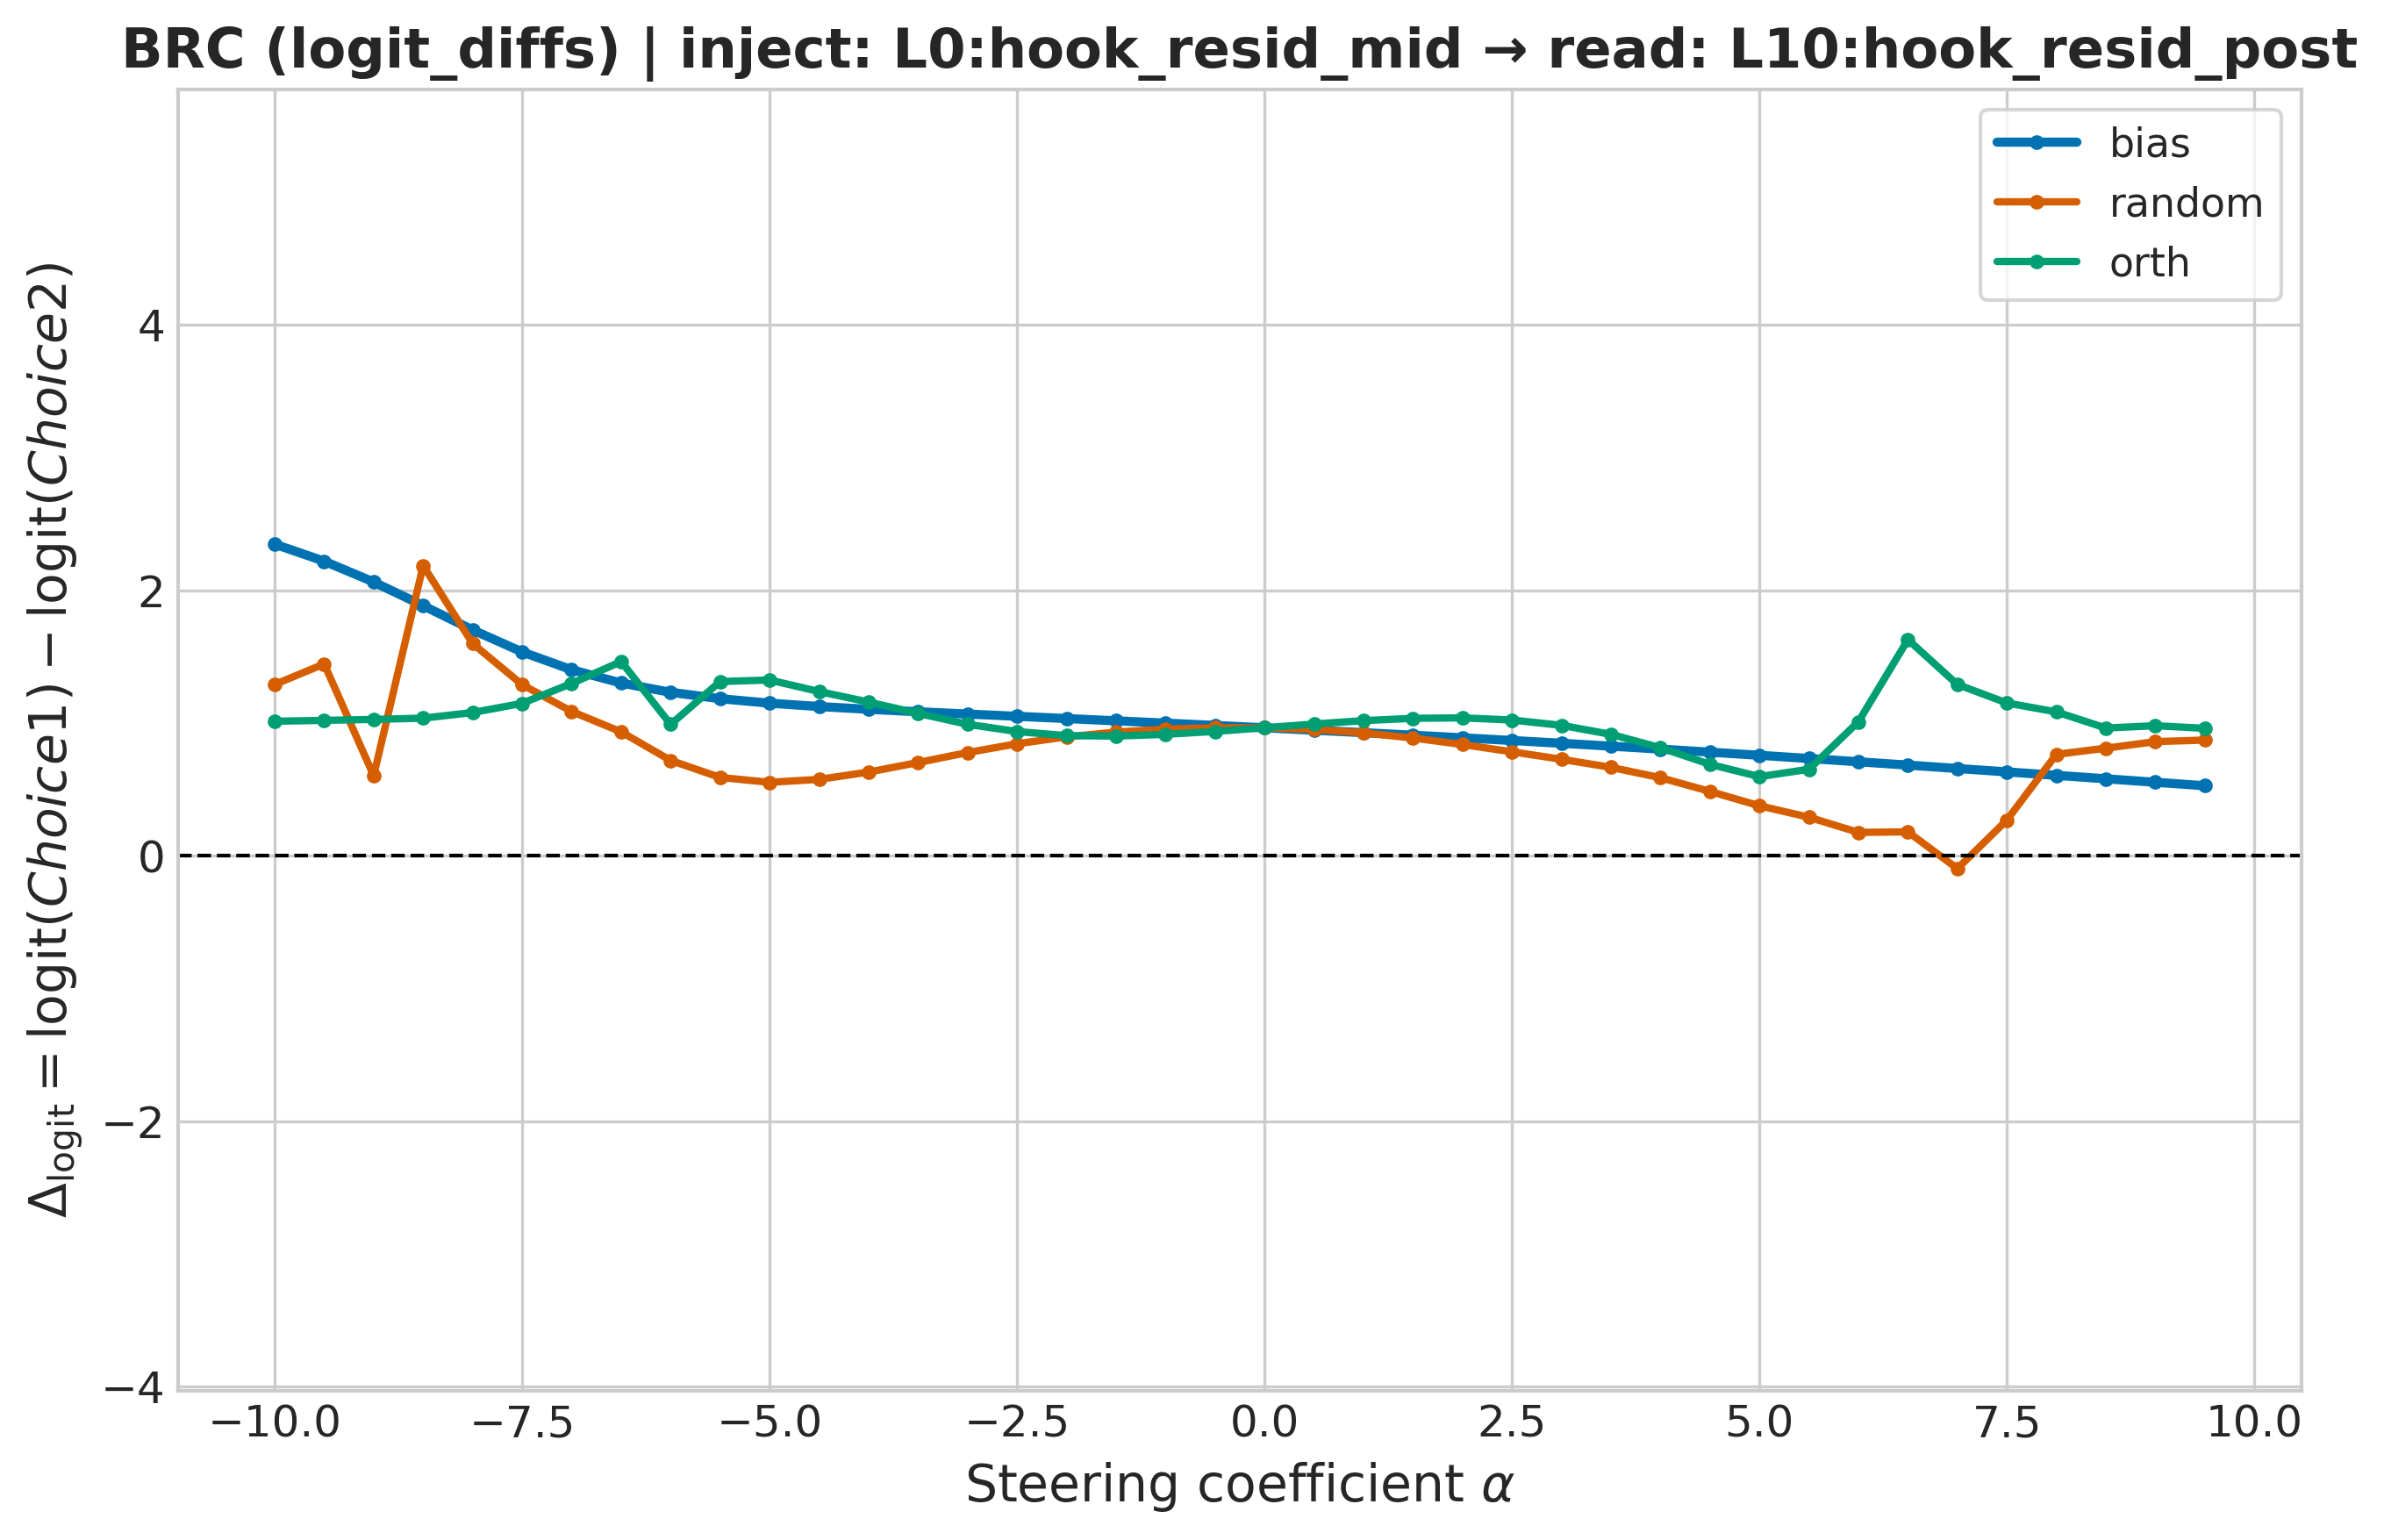 BRC (logit_diffs) | inject: L0:hook_resid_mid → read: L10:hook_resid_post
Δlogit = logit(Choice1) − logit(Choice2)
4
2
0
−2
−4
bias
random
orth
−10.0 −7.5 −5.0 −2.5 0.0 2.5 5.0 7.5 10.0
Steering coefficient α